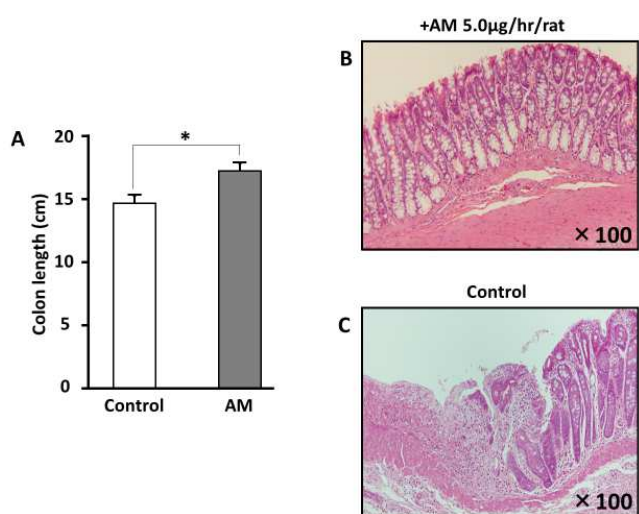 A
Colon length (cm)
20
15
10
5
0
*
Control
AM
+AM 5.0μg/hr/rat
B
× 100
Control
C
× 100